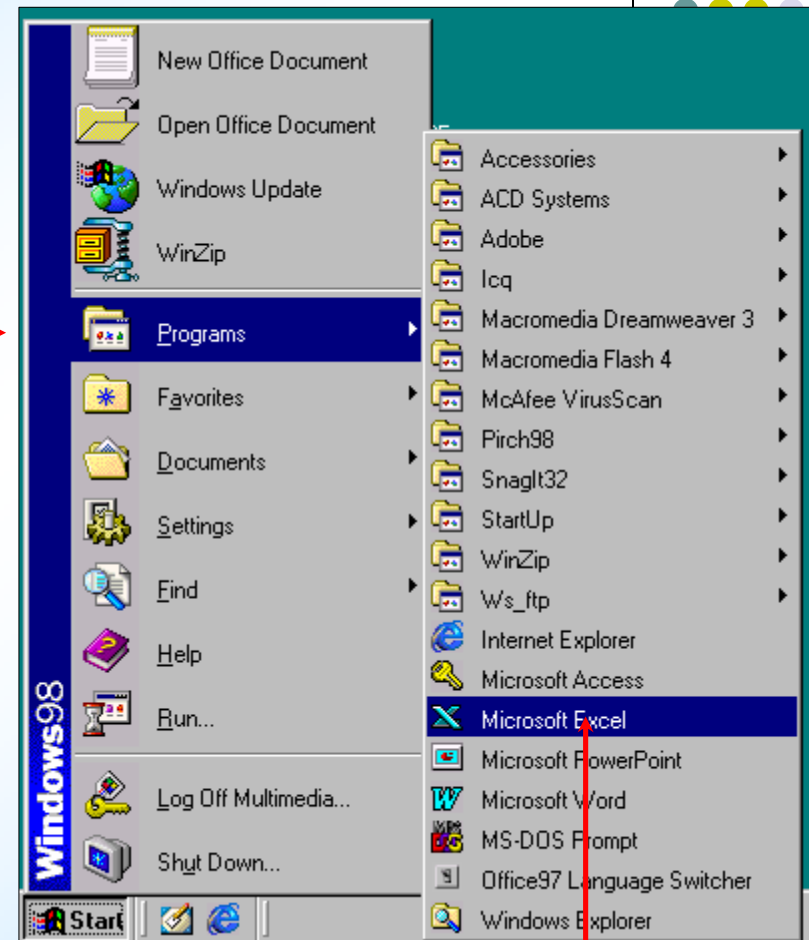 New Office Document
Open Office Document
Windows Update
WinZip
Programs
Favorites
Documents
Settings
Find
Help
Run...
Log Off Multimedia...
Shut Down...
Windows98
Start
Accessories
ACD Systems
Adobe
Icq
Macromedia Dreamweaver 3
Macromedia Flash 4
McAfee VirusScan
Pirch98
SnagIt32
StartUp
WinZip
Ws_ftp
Internet Explorer
Microsoft Access
Microsoft Excel
Microsoft PowerPoint
Microsoft Word
MS-DOS Prompt
Office97 Language Switcher
Windows Explorer